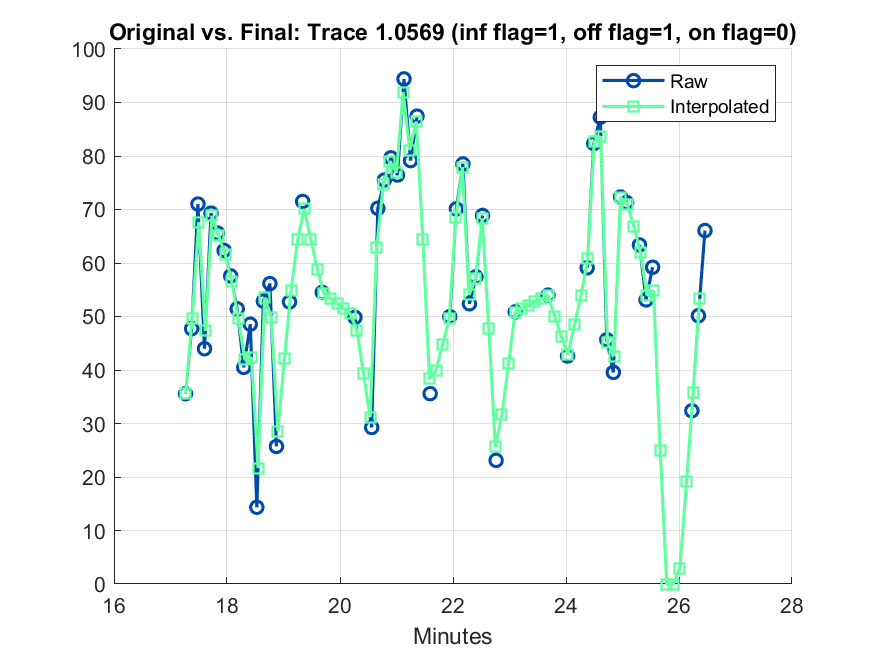 Original vs. Final: Trace 1.0569 (inf flag=1, off flag=1, on flag=0)
100
90
80
70
60
50
40
30
20
10
0
Raw
Interpolated
16 18 20 22 24 26 28
Minutes